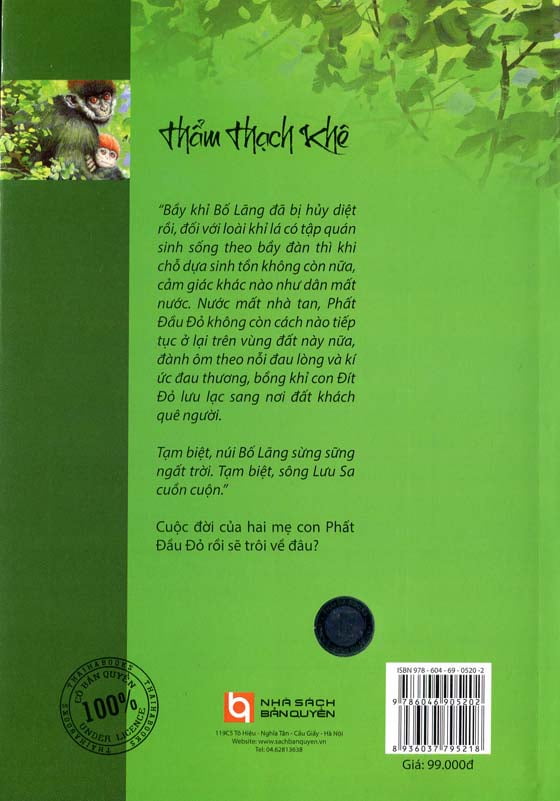 Thẩm Thạch Khê
"Bầy khỉ Bố Lãng đã bị hủy diệt
rồi, đối với loài khỉ lá có tập quán
sinh sống theo bầy đàn thì khi
chỗ dựa sinh tồn không còn nữa,
cảm giác khác nào như dân mất
nước. Nước mất nhà tan, Phất
Đầu Đỏ không còn cách nào tiếp
tục ở lại trên vùng đất này nữa,
đành ôm theo nỗi đau lòng và kí
ức đau thương, bồng khỉ con Đít
Đỏ lưu lạc sang nơi đất khách
quê người.
Tạm biệt, núi Bố Lãng sừng sững
ngất trời. Tạm biệt, sông Lưu Sa
cuồn cuộn."
Cuộc đời của hai mẹ con Phất
Đầu Đỏ rồi sẽ trôi về đâu?
THAIHABOOKS THAIHABOOKS
CÓ BẢN QUYỀN
100%
UNDER LICENCE
NHÀ SÁCH
BẢN QUYỀN
119C5 Tô Hiệu - Nghĩa Tân - Cầu Giấy - Hà Nội
Website: www.sachbanquyen.com
Tel: 04.62813638
ISBN 978 - 604 - 69 - 0520 -2
9 786046 905202
8 936037 795218
Giá: 99.000đ